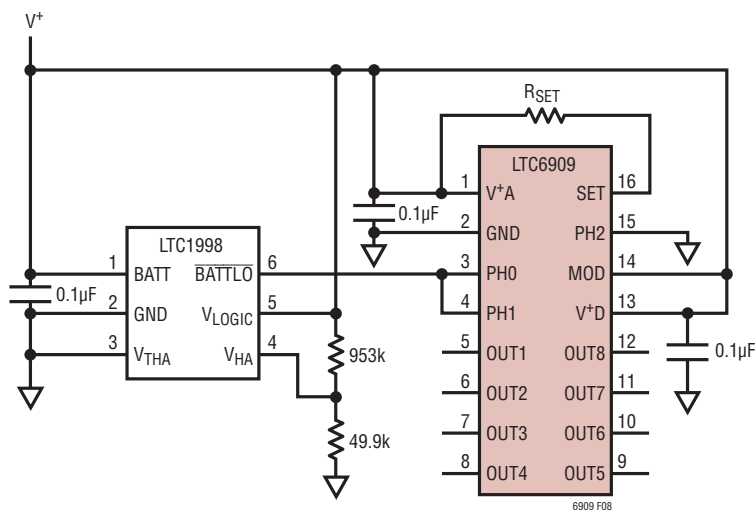 V+
RSET
LTC6909
1 V+A SET 16
0.1µF
2 GND PH2 15
LTC1998
1 BATT BATTLO 6
3 PH0 MOD 14
0.1µF
2 GND VLOGIC 5
4 PH1 V+D 13
3 VTHA VHA 4
953k
5 OUT1 OUT8 12
0.1µF
6 OUT2 OUT7 11
49.9k
7 OUT3 OUT6 10
8 OUT4 OUT5 9
6909 F08